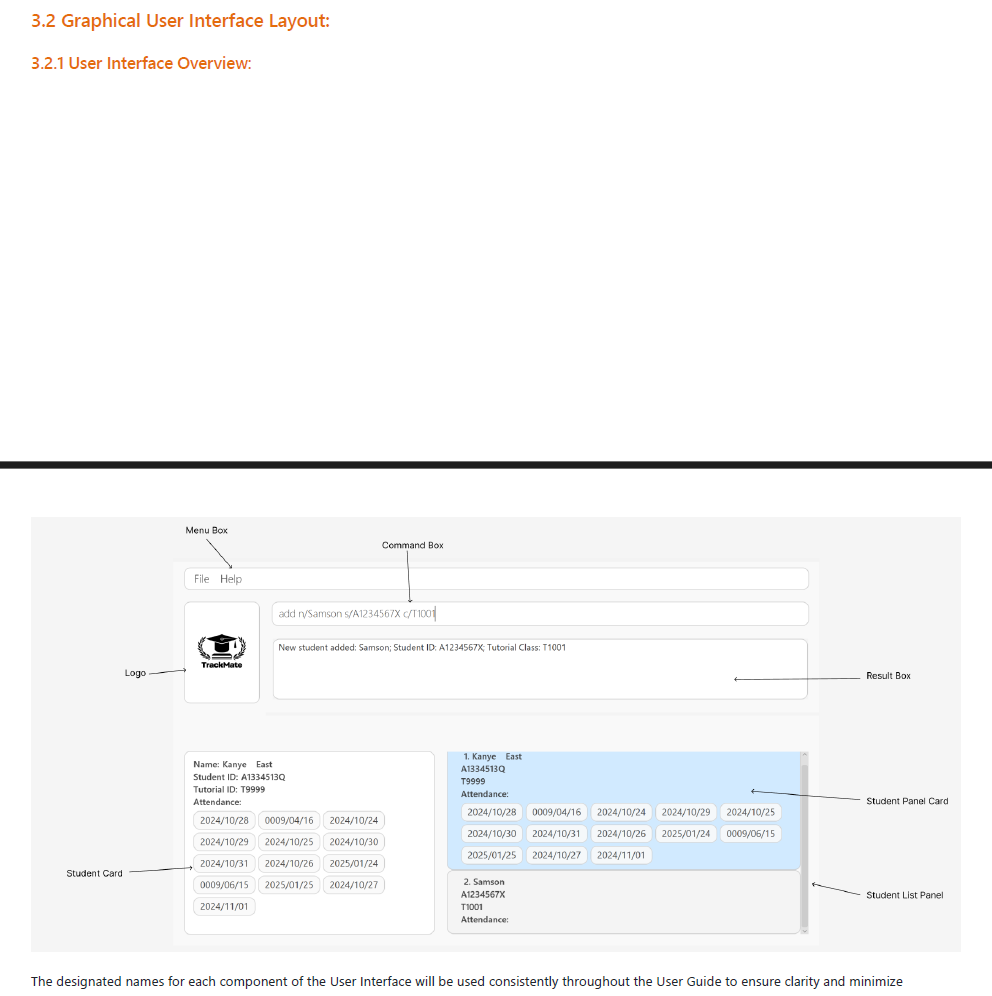 3.2 Graphical User Interface Layout:
3.2.1 User Interface Overview:
Menu Box
Command Box
File Help
add n/Samson s/A1234567X c/T1001
TrackMate
New student added: Samson; Student ID: A1234567X; Tutorial Class: T1001
Logo
Result Box
Name: Kanye East
Student ID: A1334513Q
Tutorial ID: T9999
Attendance:
2024/10/28 0009/04/16 2024/10/24
2024/10/29 2024/10/25 2024/10/30
2024/10/31 2024/10/26 2025/01/24
0009/06/15 2025/01/25 2024/10/27
2024/11/01
Student Card
1. Kanye East
A1334513Q
T9999
Attendance:
2024/10/28 0009/04/16 2024/10/24 2024/10/29 2024/10/25
2024/10/30 2024/10/31 2024/10/26 2025/01/24 0009/06/15
2025/01/25 2024/10/27 2024/11/01
Student Panel Card
2. Samson
A1234567X
T1001
Attendance:
Student List Panel
The designated names for each component of the User Interface will be used consistently throughout the User Guide to ensure clarity and minimize